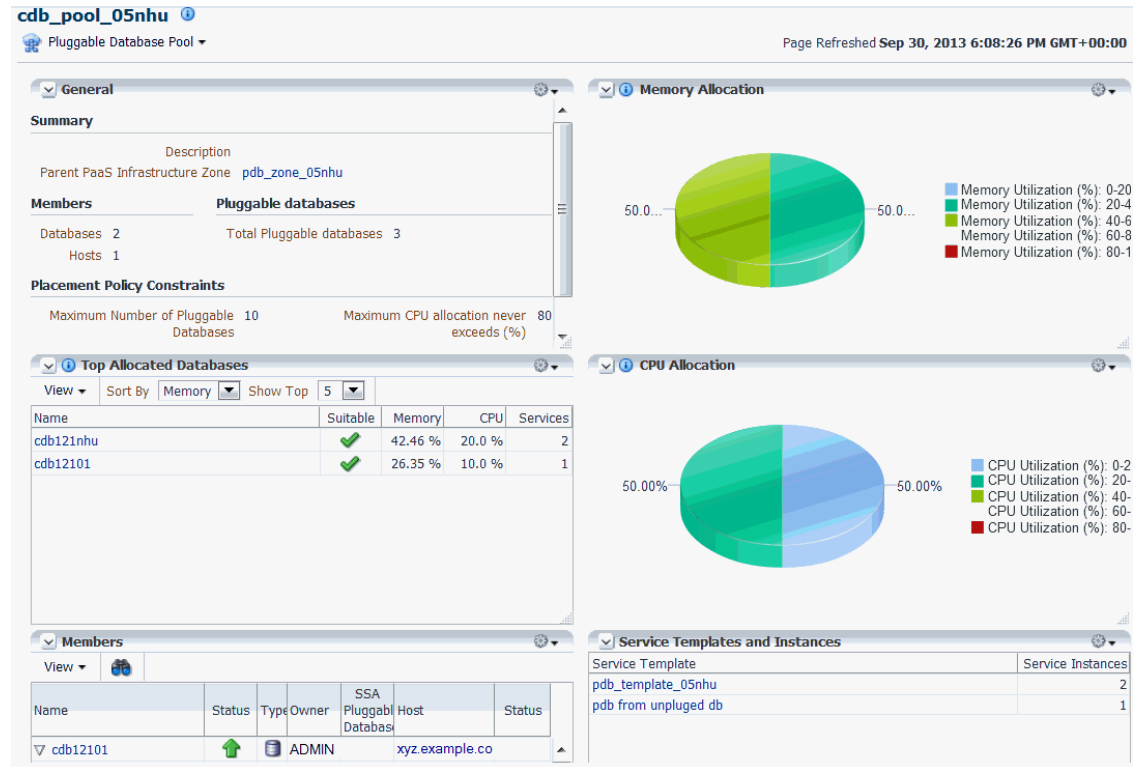 cdb_pool_05nhu
Pluggable Database Pool
Page Refreshed Sep 30, 2013 6:08:26 PM GMT+00:00
General
Summary
Description
Parent PaaS Infrastructure Zone pdb_zone_05nhu
Members Pluggable databases
Databases 2 Total Pluggable databases 3
Hosts 1
Placement Policy Constraints
Maximum Number of Pluggable 10 Maximum CPU allocation never 80
Databases exceeds (%)
Memory Allocation
50.0...
50.0...
Memory Utilization (%): 0-20
Memory Utilization (%): 20-4
Memory Utilization (%): 40-6
Memory Utilization (%): 60-8
Memory Utilization (%): 80-1
Top Allocated Databases
View Sort By Memory Show Top 5
Name Suitable Memory CPU Services
cdb121nhu 42.46 % 20.0 % 2
cdb12101 26.35 % 10.0 % 1
CPU Allocation
50.00%
50.00%
CPU Utilization (%): 0-2
CPU Utilization (%): 20-
CPU Utilization (%): 40-
CPU Utilization (%): 60-
CPU Utilization (%): 80-
Members
View
Name Status Type Owner SSA Pluggabl Databas Host Status
cdb12101 ADMIN xyz.example.co
Service Templates and Instances
Service Template Service Instances
pdb_template_05nhu 2
pdb from unpluged db 1